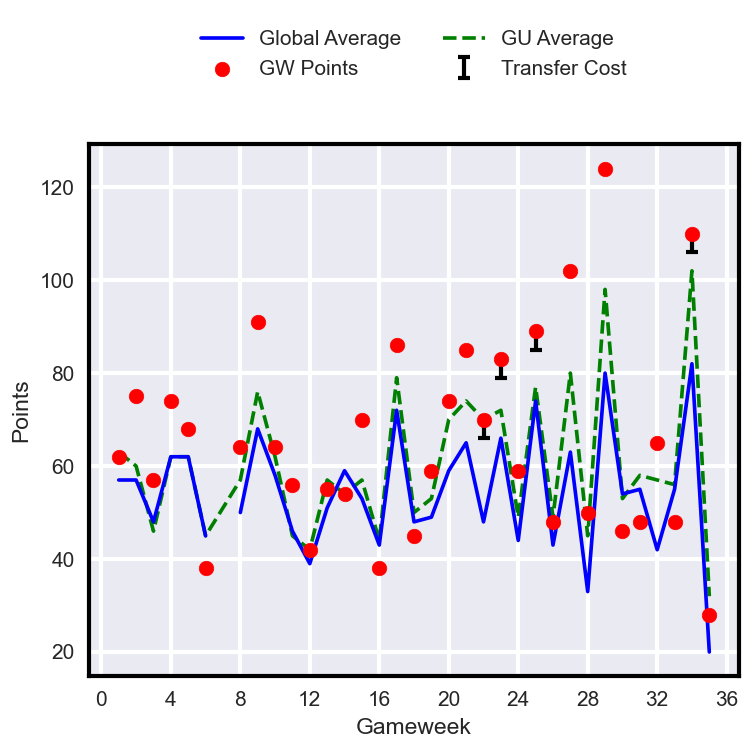 Global Average
GU Average
GW Points
Transfer Cost
120
100
80
60
40
20
Points
0 4 8 12 16 20 24 28 32 36
Gameweek